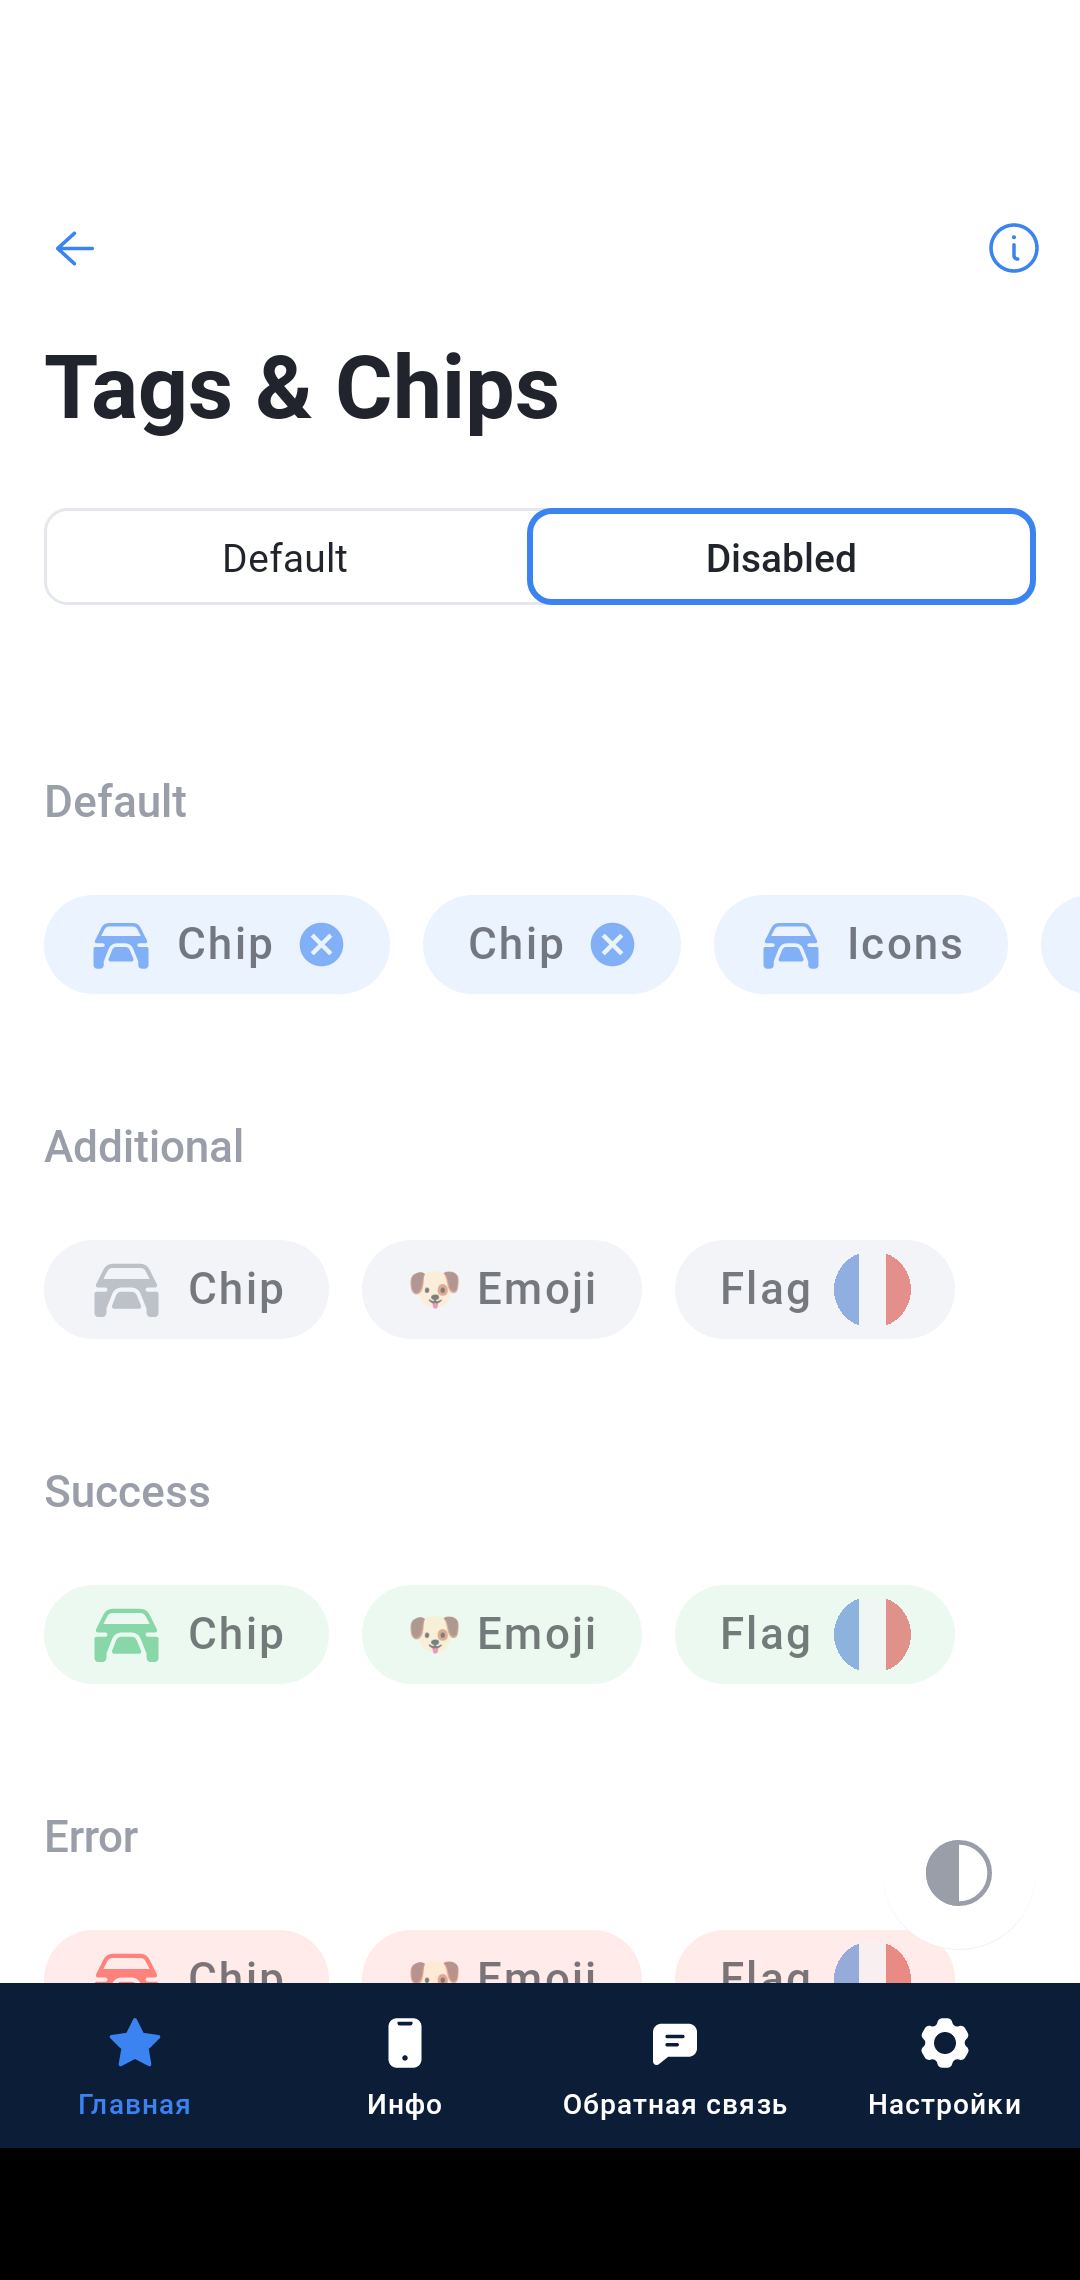 Tags & Chips
Default Disabled
Default
Chip Chip Icons
Additional
Chip Emoji Flag
Success
Chip Emoji Flag
Error
Chip Emoji Flag
Главная Инфо Обратная связь Настройки